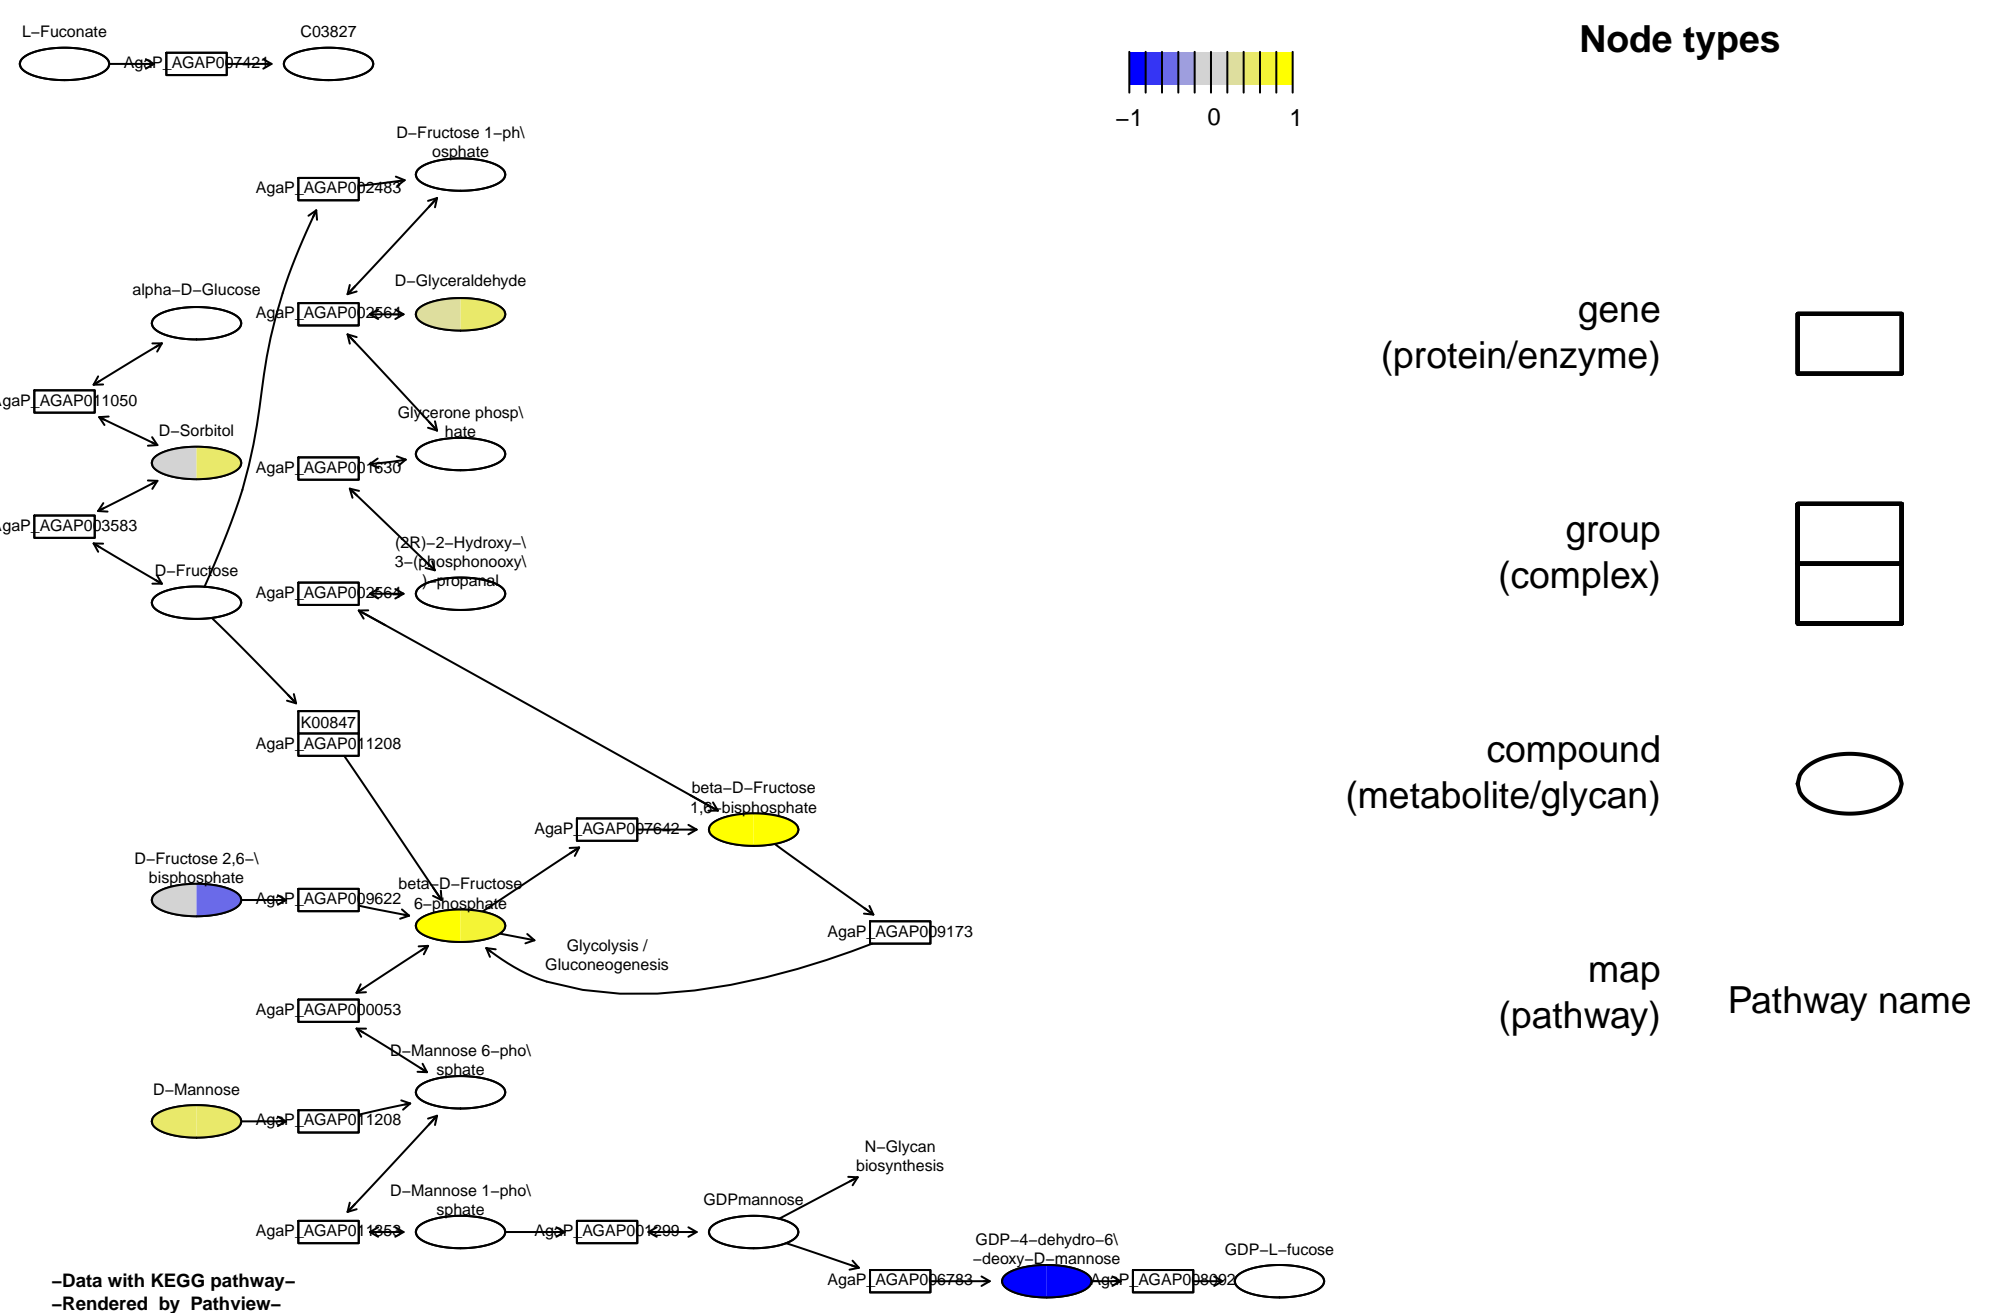 L−Fuconate
AgaP_AGAP007421
C03827
−1
0
1
Node types
D−Fructose 1−ph\
osphate
AgaP_AGAP002483
alpha−D−Glucose
AgaP_AGAP002564
D−Glyceraldehyde
gene
(protein/enzyme)
gaP_AGAP011050
D−Sorbitol
Glycerone phosp\
hate
AgaP_AGAP001630
gaP_AGAP003583
D−Fructose
(2R)−2−Hydroxy−\
3−(phosphonooxy\
)−propanal
AgaP_AGAP002564
group
(complex)
K00847
AgaP_AGAP011208
compound
(metabolite/glycan)
beta−D−Fructose
1,6−bisphosphate
AgaP_AGAP007642
D−Fructose 2,6−\
bisphosphate
AgaP_AGAP009622
beta−D−Fructose
6−phosphate
Glycolysis /
Gluconeogenesis
AgaP_AGAP009173
map
(pathway)
Pathway name
AgaP_AGAP000053
D−Mannose 6−pho\
sphate
D−Mannose
AgaP_AGAP011208
N−Glycan
biosynthesis
D−Mannose 1−pho\
sphate
AgaP_AGAP011353
AgaP_AGAP001299
GDPmannose
GDP−4−dehydro−6\
−deoxy−D−mannose
GDP−L−fucose
AgaP_AGAP006783
AgaP_AGAP008092
−Data with KEGG pathway−
−Rendered by Pathview−